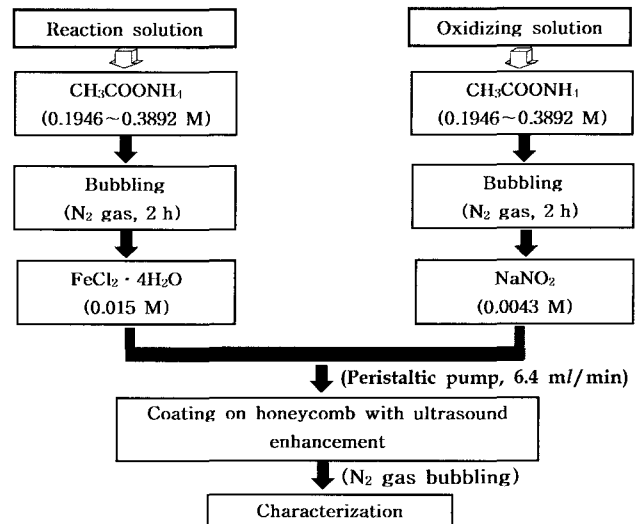 Reaction solution
Oxidizing solution
CH₃COONH₄
(0.1946~0.3892 M)
CH₃COONH₄
(0.1946~0.3892 M)
Bubbling
(N₂ gas, 2 h)
Bubbling
(N₂ gas, 2 h)
FeCl₂ · 4H₂O
(0.015 M)
NaNO₂
(0.0043 M)
(Peristaltic pump, 6.4 ml/min)
Coating on honeycomb with ultrasound
enhancement
(N₂ gas bubbling)
Characterization